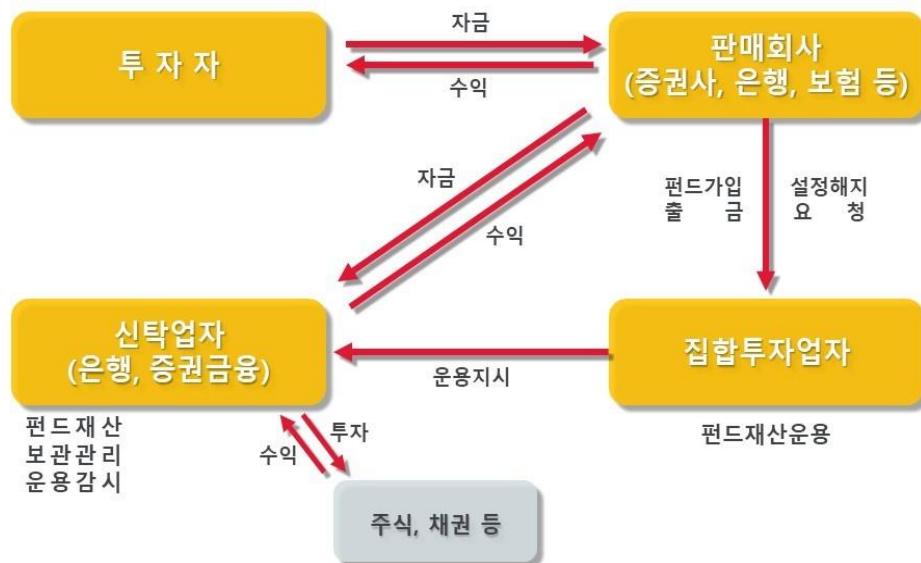 투 자 자
자금
수익
판매회사
(증권사, 은행, 보험 등)
자금
수익
펀드가입
출 금
설정해지
요 청
신탁업자
(은행, 증권금융)
운용지시
집합투자업자
펀드재산
보관관리
운용감시
수익
투자
펀드재산운용
주식, 채권 등